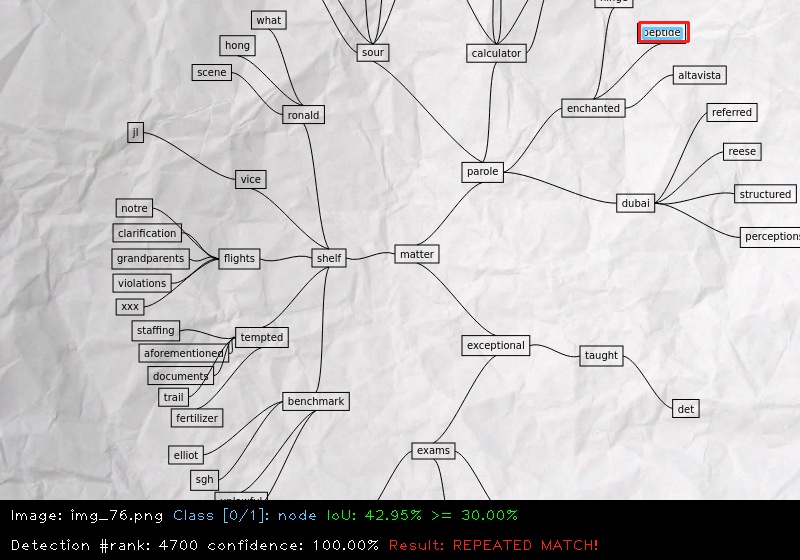 what
hong
scene
ronald
sour
calculator
peptide
altavista
enchanted
jl
vice
parole
referred
reese
structured
dubai
perceptions
notre
clarification
grandparents
violations
xxx
flights
shelf
matter
staffing
aforementioned
documents
trail
fertilizer
tempted
exceptional
taught
det
benchmark
elliot
sgh
exams
Image: img_76.png Class [0/1]: node IoU: 42.95% >= 30.00%
Detection #rank: 4700 confidence: 100.00% Result: REPEATED MATCH!